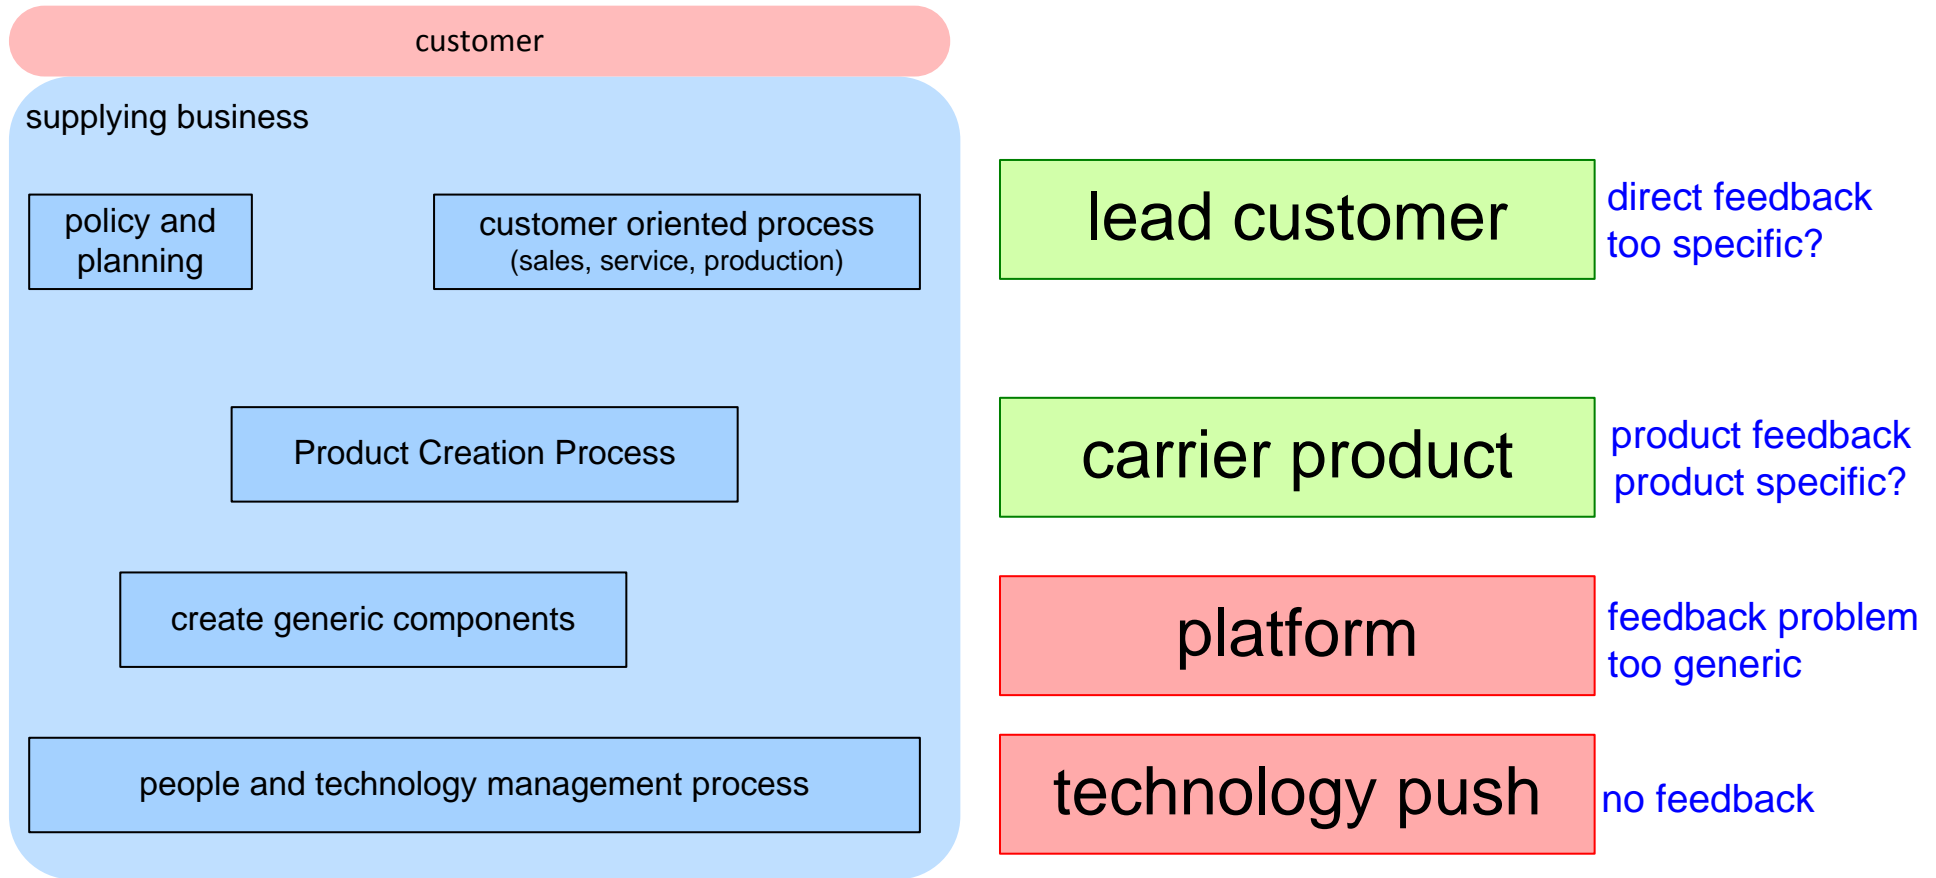 customer
supplying business
policy and
planning
customer oriented process
(sales, service, production)
lead customer
direct feedback
too specific?
Product Creation Process
carrier product
product feedback
product specific?
create generic components
platform
feedback problem
too generic
people and technology management process
technology push
no feedback